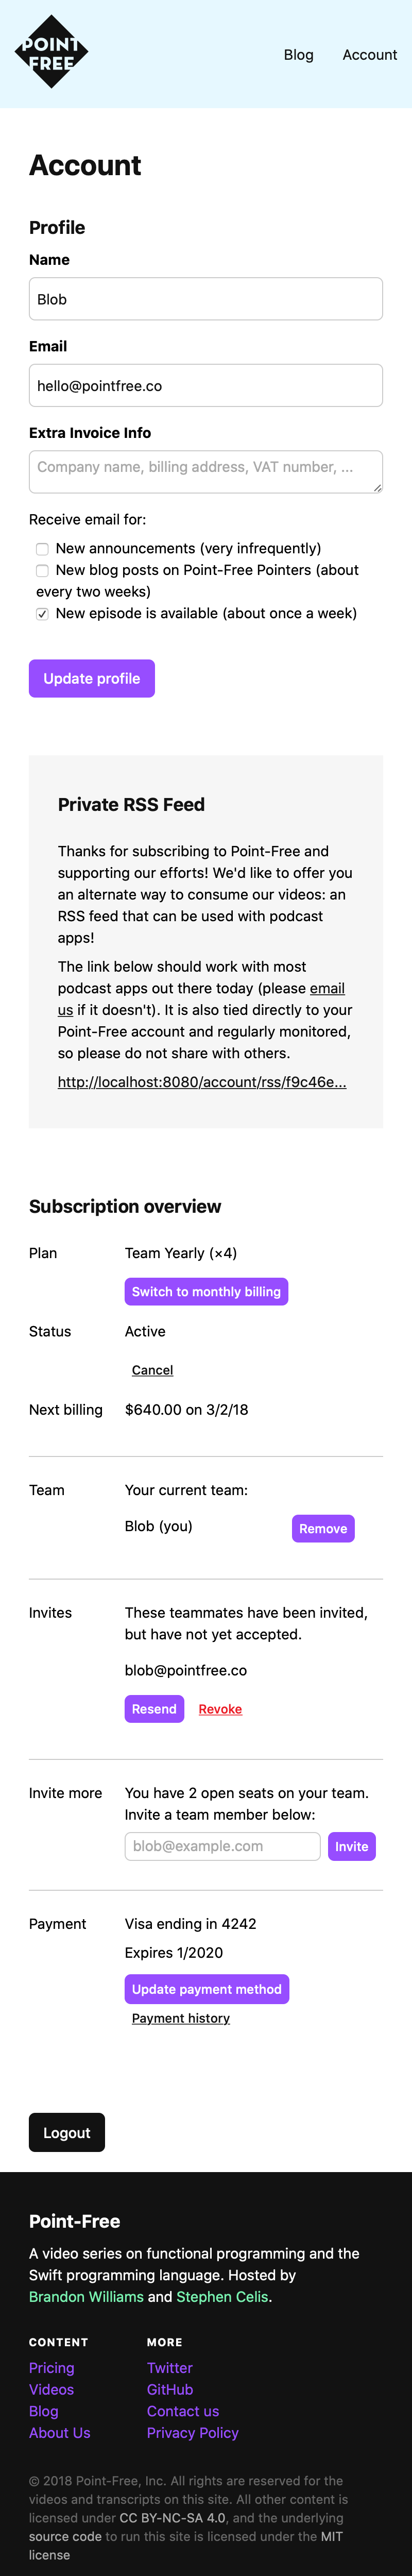 POINT
FREE
Blog
Account
Account
Profile
Name
Blob
Email
hello@pointfree.co
Extra Invoice Info
Company name, billing address, VAT number, ...
Receive email for:
New announcements (very infrequently)
New blog posts on Point-Free Pointers (about
every two weeks)
New episode is available (about once a week)
Update profile
Private RSS Feed
Thanks for subscribing to Point-Free and
supporting our efforts! We'd like to offer you
an alternate way to consume our videos: an
RSS feed that can be used with podcast
apps!
The link below should work with most
podcast apps out there today (please email
us if it doesn't). It is also tied directly to your
Point-Free account and regularly monitored,
so please do not share with others.
http://localhost:8080/account/rss/f9c46e...
Subscription overview
Plan
Team Yearly (×4)
Switch to monthly billing
Status
Active
Cancel
Next billing
$640.00 on 3/2/18
Team
Your current team:
Blob (you)
Remove
Invites
These teammates have been invited,
but have not yet accepted.
blob@pointfree.co
Resend
Revoke
Invite more
You have 2 open seats on your team.
Invite a team member below:
blob@example.com
Invite
Payment
Visa ending in 4242
Expires 1/2020
Update payment method
Payment history
Logout
Point-Free
A video series on functional programming and the
Swift programming language. Hosted by
Brandon Williams and Stephen Celis.
CONTENT
Pricing
Videos
Blog
About Us
MORE
Twitter
GitHub
Contact us
Privacy Policy
© 2018 Point-Free, Inc. All rights are reserved for the
videos and transcripts on this site. All other content is
licensed under CC BY-NC-SA 4.0, and the underlying
source code to run this site is licensed under the MIT
license